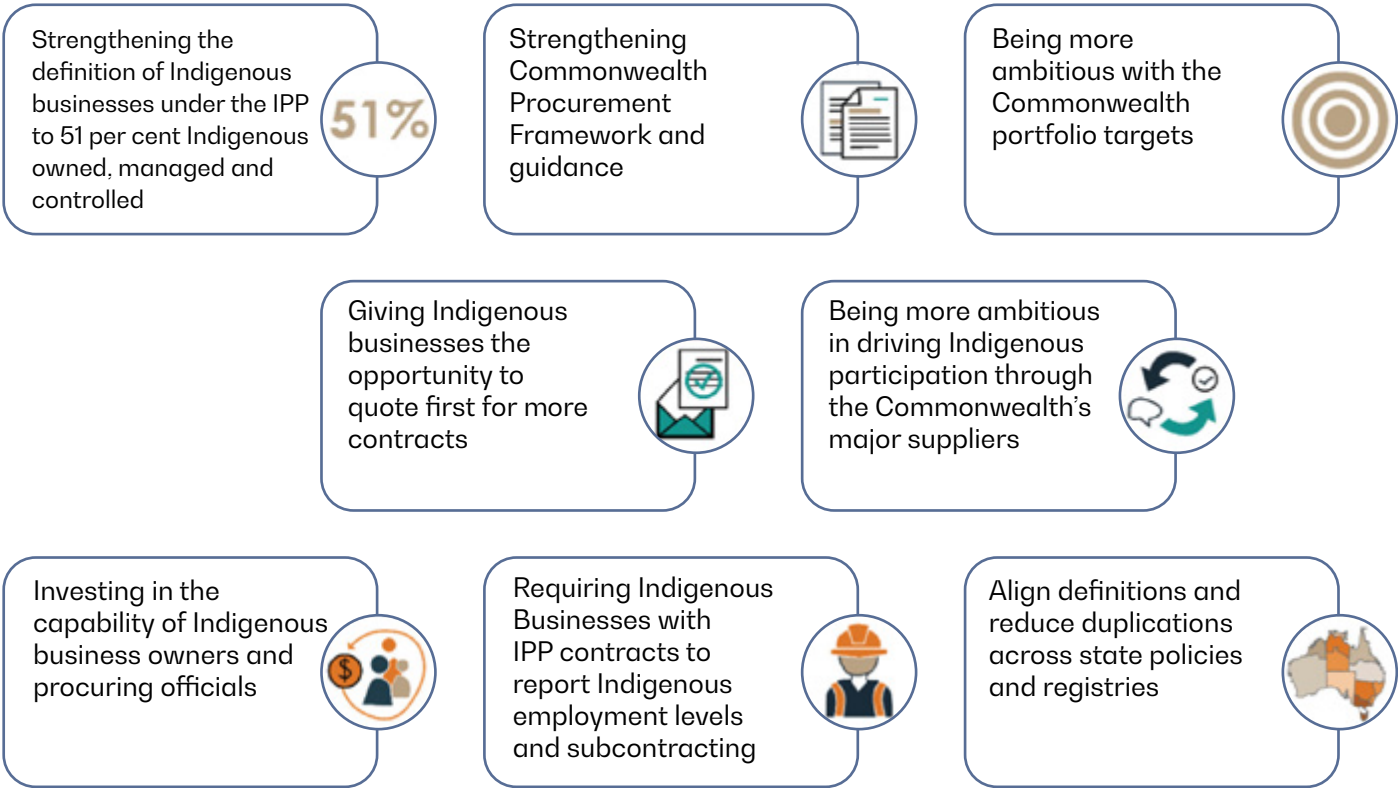 Strengthening the
definition of Indigenous
businesses under the IPP
to 51 per cent Indigenous
owned, managed and
controlled
51%
Strengthening
Commonwealth
Procurement
Framework and
guidance
Being more
ambitious with the
Commonwealth
portfolio targets
Giving Indigenous
businesses the
opportunity to
quote first for more
contracts
Being more ambitious
in driving Indigenous
participation through
the Commonwealth's
major suppliers
Investing in the
capability of Indigenous
business owners and
procuring officials
$
Requiring Indigenous
Businesses with
IPP contracts to
report Indigenous
employment levels
and subcontracting
Align definitions and
reduce duplications
across state policies
and registries